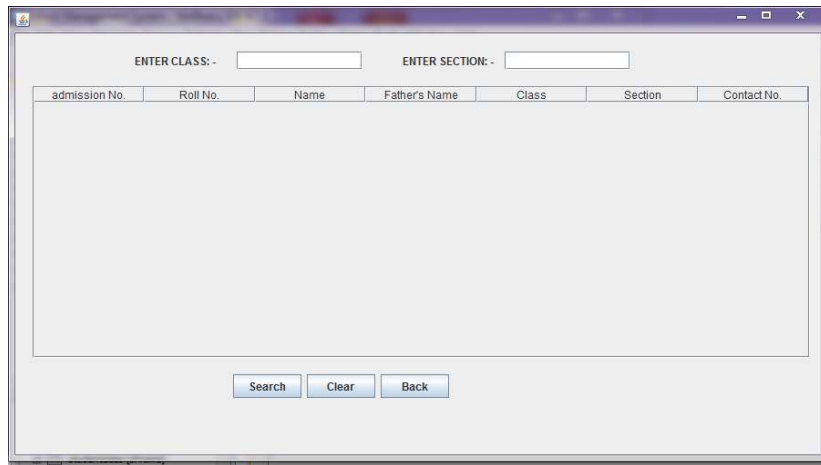 ENTER CLASS: - ENTER SECTION: -
admission No. Roll No. Name Father's Name Class Section Contact No.
Search Clear Back